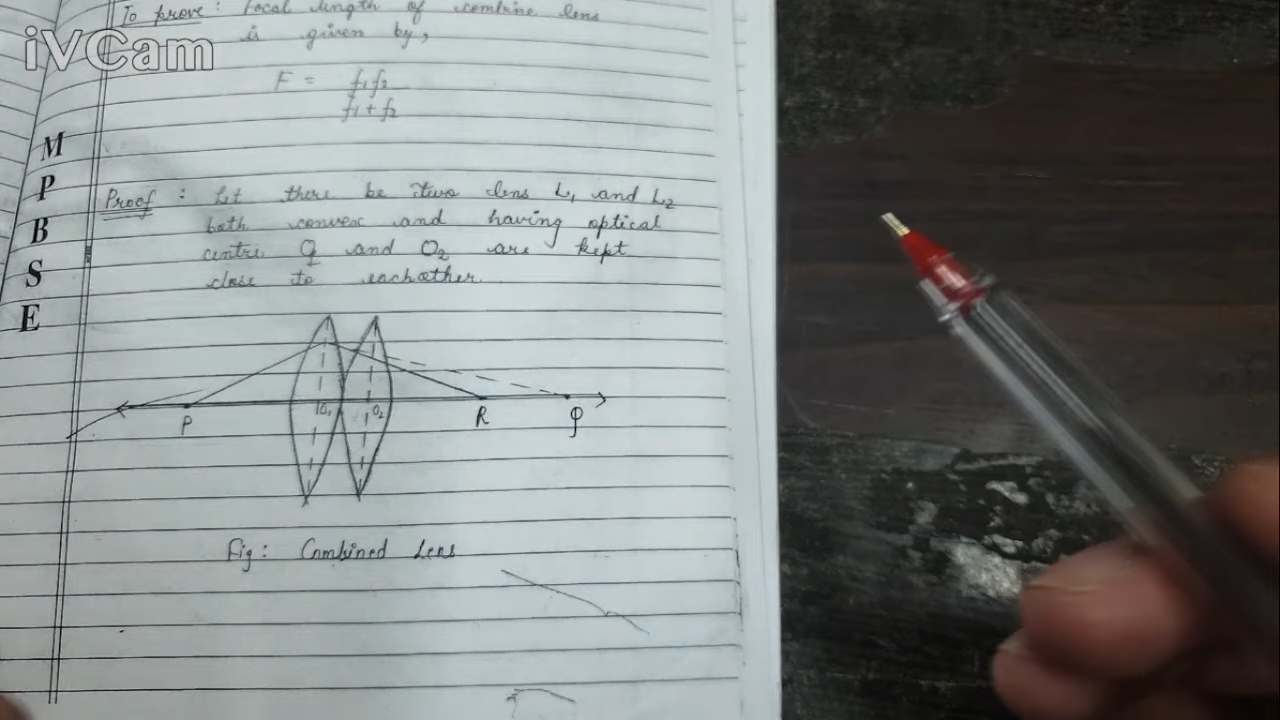 To prove : Focal length of combine lens
iVCam
is given by,
F = f₁f₂
f₁ + f₂
M
P
B
S
E
Proof : Let there be two lens L₁ and L₂
both convex and having optical
centre O₁ and O₂ are kept
close to eachother.
P O₁ O₂ R Q
Fig : Combined Lens